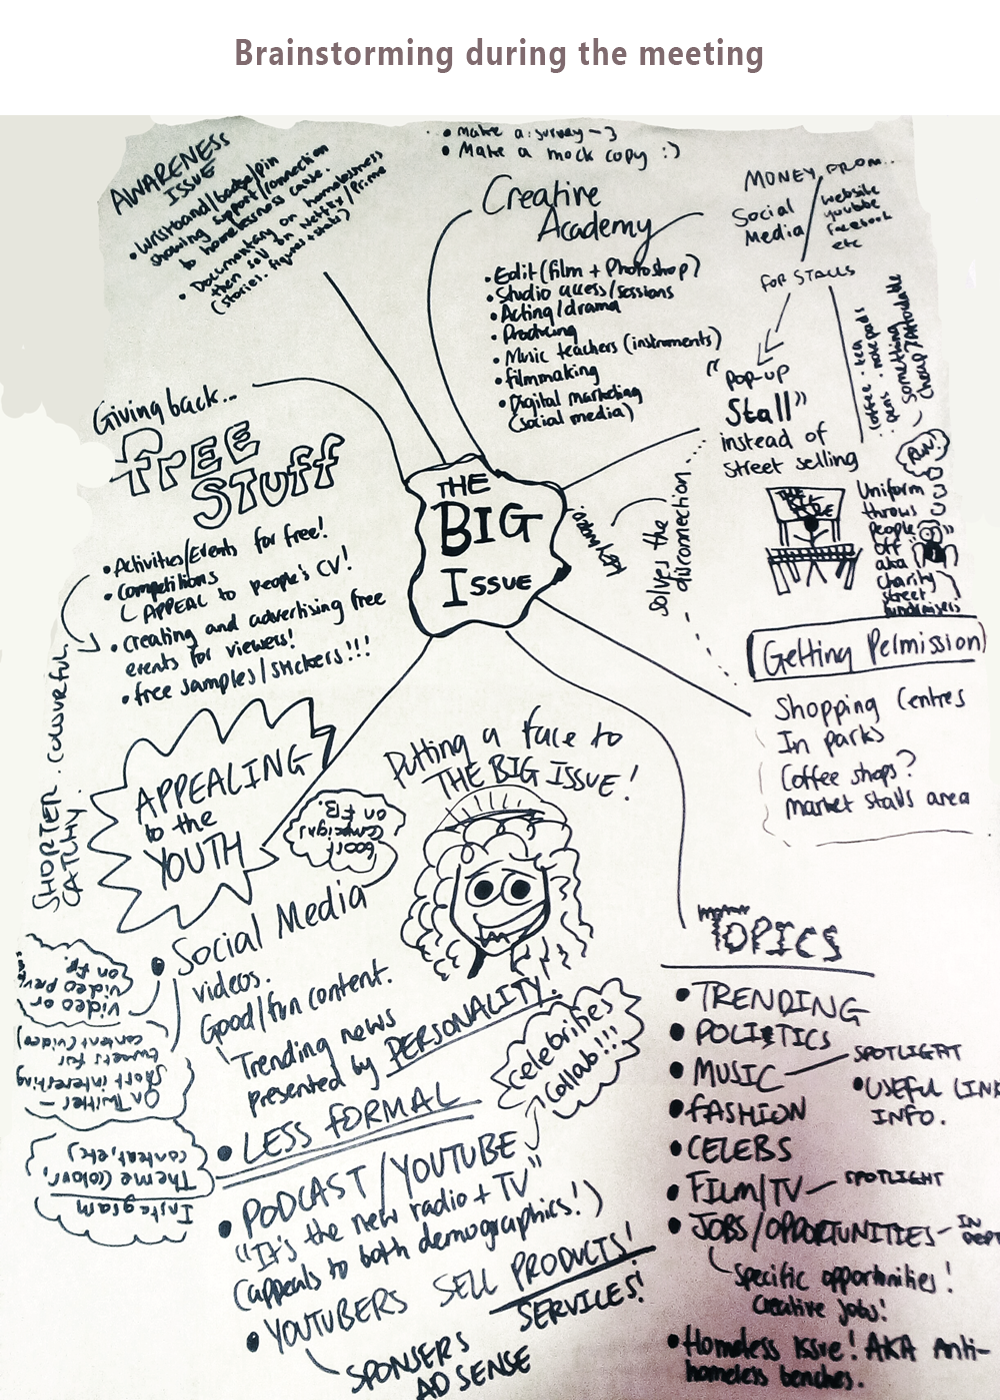 Brainstorming during the meeting
AWARENESS
ISSUE
• Wristband/badge/pin
showing support/connection
to homelessness cause.
• Documentary on homelessness
then sell on Netflix/Prime
(stories. figures + stats)
• Make a survey
• Make a mock copy :)
Creative
Academy
• Edit (film + Photoshop)
• Studio access/sessions
• Acting/drama
• Producing
• Music teachers (instruments)
• filmmaking
• Digital marketing
(social media)
MONEY FROM...
Social
Media
website
youtube
facebook
etc
FOR STALLS
coffee · tea
pens · notepads
something
cheap/Affordable
"Pop-up
Stall"
instead of
street selling
RUN!
THE BIG
ISSUE
Uniform
throws
people
off
aka
charity
street
fundraisers
solves the
disconnection
Getting Permission
Shopping Centres
In parks
Coffee shops?
market stalls area
Giving back...
FREE
STUFF
• Activities/Events for free!
• Competitions
APPEAL to people's CV!
• Creating and advertising free
events for viewers!
• free samples/stickers!!!
SHORTER. colourful.
CATCHY.
THE
BIG
ISSUE
APPEALING
to the
YOUTH
Putting a face to
THE BIG ISSUE!
boost
campaigns
on FB.
• Social Media
videos.
Good/fun content.
Trending news
presented by PERSONALITY.
video or
video prev
on FB.
On Twitter -
short interesting
tweets for
content (video)
Instagram
Theme (colour,
content, etc)
Celebrities
Collab!!!
• LESS FORMAL
• PODCAST/YOUTUBE
"It's the new radio + TV"
(appeals to both demographics!)
• YOUTUBERS SELL PRODUCTS!
SERVICES!
SPONSERS
AD SENSE
TOPICS
• TRENDING
• POLITICS
• MUSIC — SPOTLIGHT
• USEFUL LINK
INFO.
• FASHION
• CELEBS
• FILM/TV — SPOTLIGHT
• JOBS/OPPORTUNITIES — IN
DEPT
specific opportunities!
creative jobs!
• Homeless Issue! AKA Anti-
homeless benches.